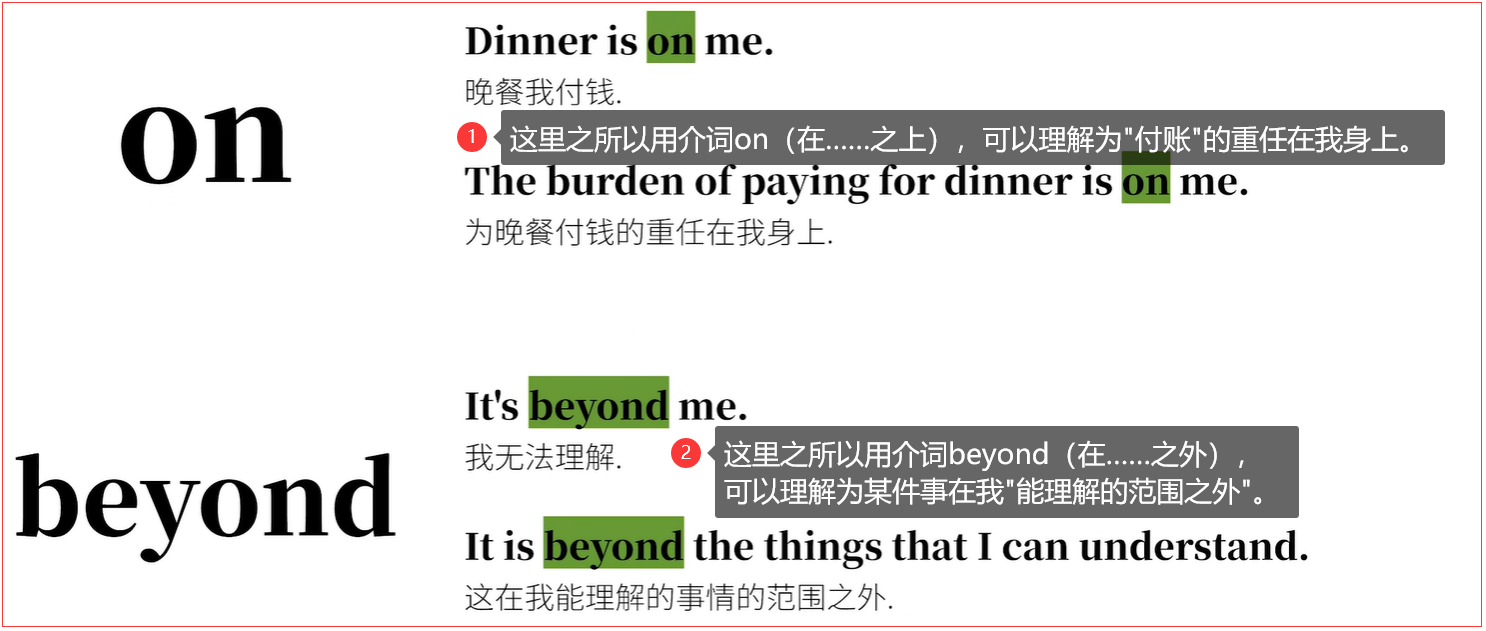 on
Dinner is on me.
晚餐我付钱.
1
这里之所以用介词on（在……之上），可以理解为"付账"的重任在我身上。
The burden of paying for dinner is on me.
为晚餐付钱的重任在我身上.
beyond
It's beyond me.
我无法理解.
2
这里之所以用介词beyond（在……之外），
可以理解为某件事在我"能理解的范围之外"。
It is beyond the things that I can understand.
这在我能理解的事情的范围之外.